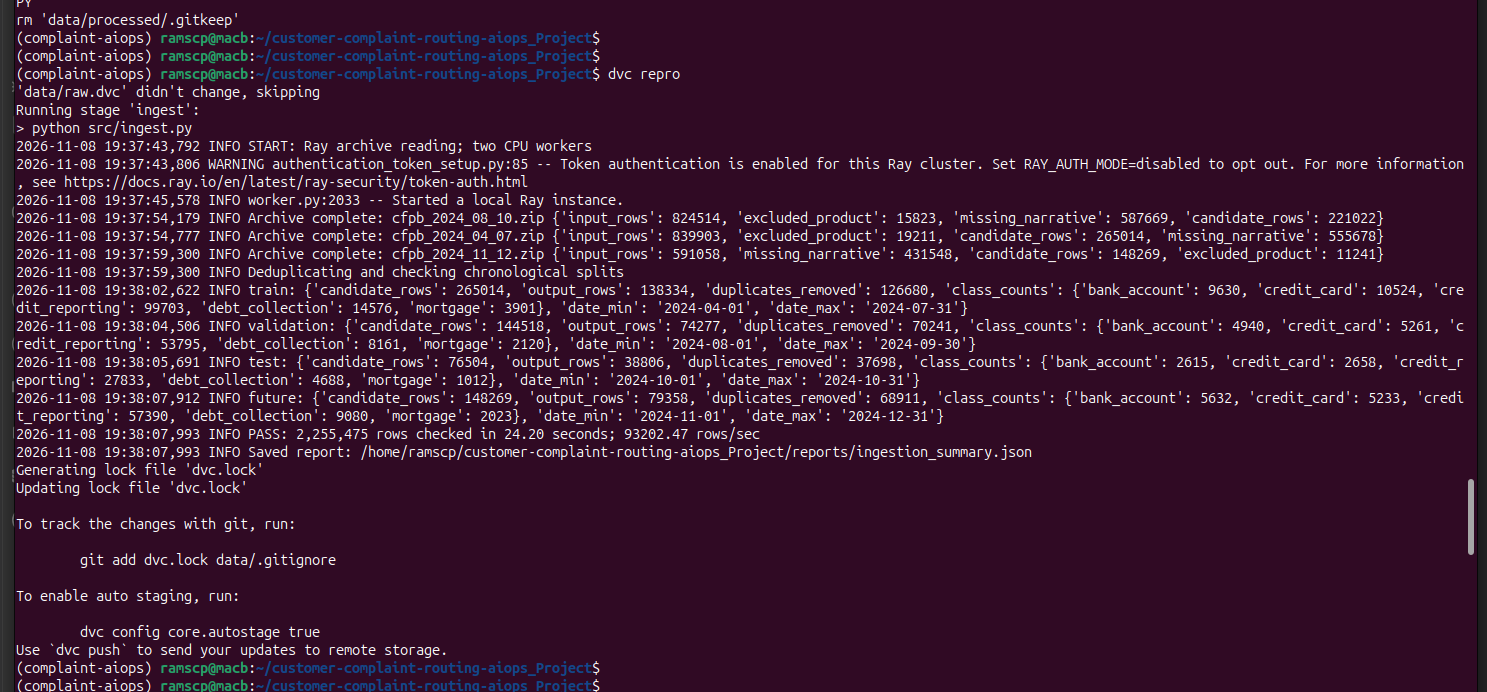 PY
rm 'data/processed/.gitkeep'
(complaint-aiops) ramscp@macb:~/customer-complaint-routing-aiops_Project$
(complaint-aiops) ramscp@macb:~/customer-complaint-routing-aiops_Project$
(complaint-aiops) ramscp@macb:~/customer-complaint-routing-aiops_Project$ dvc repro
'data/raw.dvc' didn't change, skipping
Running stage 'ingest':
> python src/ingest.py
2026-11-08 19:37:43,792 INFO START: Ray archive reading; two CPU workers
2026-11-08 19:37:43,806 WARNING authentication_token_setup.py:85 -- Token authentication is enabled for this Ray cluster. Set RAY_AUTH_MODE=disabled to opt out. For more information
, see https://docs.ray.io/en/latest/ray-security/token-auth.html
2026-11-08 19:37:45,578 INFO worker.py:2033 -- Started a local Ray instance.
2026-11-08 19:37:54,179 INFO Archive complete: cfpb_2024_08_10.zip {'input_rows': 824514, 'excluded_product': 15823, 'missing_narrative': 587669, 'candidate_rows': 221022}
2026-11-08 19:37:54,777 INFO Archive complete: cfpb_2024_04_07.zip {'input_rows': 839903, 'excluded_product': 19211, 'candidate_rows': 265014, 'missing_narrative': 555678}
2026-11-08 19:37:59,300 INFO Archive complete: cfpb_2024_11_12.zip {'input_rows': 591058, 'missing_narrative': 431548, 'candidate_rows': 148269, 'excluded_product': 11241}
2026-11-08 19:37:59,300 INFO Deduplicating and checking chronological splits
2026-11-08 19:38:02,622 INFO train: {'candidate_rows': 265014, 'output_rows': 138334, 'duplicates_removed': 126680, 'class_counts': {'bank_account': 9630, 'credit_card': 10524, 'cre
dit_reporting': 99703, 'debt_collection': 14576, 'mortgage': 3901}, 'date_min': '2024-04-01', 'date_max': '2024-07-31'}
2026-11-08 19:38:04,506 INFO validation: {'candidate_rows': 144518, 'output_rows': 74277, 'duplicates_removed': 70241, 'class_counts': {'bank_account': 4940, 'credit_card': 5261, 'c
redit_reporting': 53795, 'debt_collection': 8161, 'mortgage': 2120}, 'date_min': '2024-08-01', 'date_max': '2024-09-30'}
2026-11-08 19:38:05,691 INFO test: {'candidate_rows': 76504, 'output_rows': 38806, 'duplicates_removed': 37698, 'class_counts': {'bank_account': 2615, 'credit_card': 2658, 'credit_r
eporting': 27833, 'debt_collection': 4688, 'mortgage': 1012}, 'date_min': '2024-10-01', 'date_max': '2024-10-31'}
2026-11-08 19:38:07,912 INFO future: {'candidate_rows': 148269, 'output_rows': 79358, 'duplicates_removed': 68911, 'class_counts': {'bank_account': 5632, 'credit_card': 5233, 'credi
t_reporting': 57390, 'debt_collection': 9080, 'mortgage': 2023}, 'date_min': '2024-11-01', 'date_max': '2024-12-31'}
2026-11-08 19:38:07,993 INFO PASS: 2,255,475 rows checked in 24.20 seconds; 93202.47 rows/sec
2026-11-08 19:38:07,993 INFO Saved report: /home/ramscp/customer-complaint-routing-aiops_Project/reports/ingestion_summary.json
Generating lock file 'dvc.lock'
Updating lock file 'dvc.lock'
To track the changes with git, run:
git add dvc.lock data/.gitignore
To enable auto staging, run:
dvc config core.autostage true
Use `dvc push` to send your updates to remote storage.
(complaint-aiops) ramscp@macb:~/customer-complaint-routing-aiops_Project$
(complaint-aiops) ramscp@macb:~/customer-complaint-routing-aiops_Project$